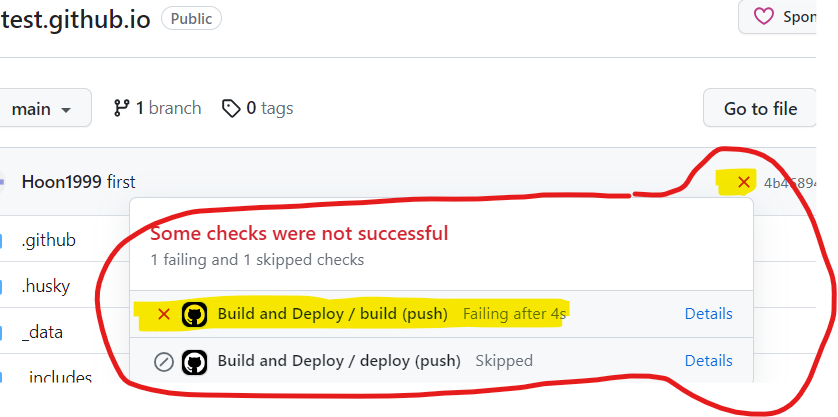 test.github.io Public Spon
main 1 branch 0 tags Go to file
Hoon1999 first
.github
.husky
_data
_includes
Some checks were not successful
1 failing and 1 skipped checks
Build and Deploy / build (push) Failing after 4s Details
Build and Deploy / deploy (push) Skipped Details